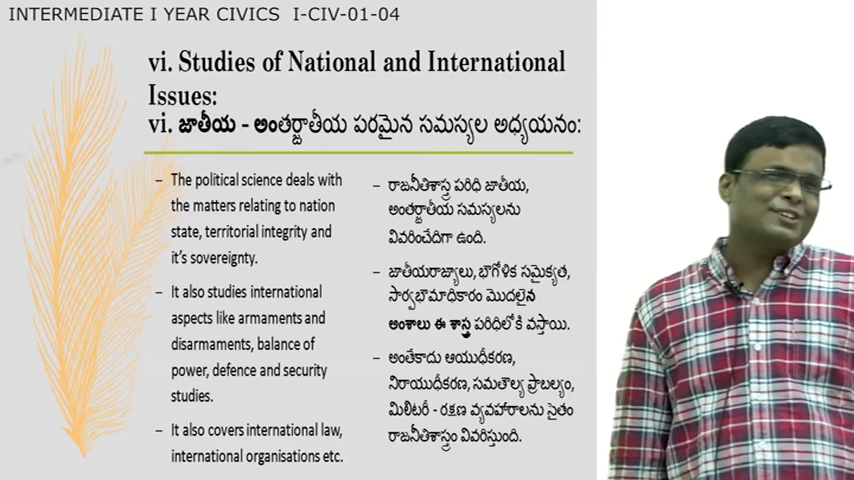 INTERMEDIATE I YEAR CIVICS I-CIV-01-04
vi. Studies of National and International
Issues:
vi. జాతీయ - అంతర్జాతీయ పరమైన సమస్యల అధ్యయనం:
– The political science deals with
the matters relating to nation
state, territorial integrity and
it's sovereignty.
– It also studies international
aspects like armaments and
disarmaments, balance of
power, defence and security
studies.
– It also covers international law,
international organisations etc.
– రాజనీతిశాస్త్ర పరిధి జాతీయ,
అంతర్జాతీయ సమస్యలను
వివరించేదిగా ఉంది.
– జాతీయరాజ్యాలు, భౌగోళిక సమైక్యత,
సార్వభౌమాధికారం మొదలైన
అంశాలు ఈ శాస్త్ర పరిధిలోకి వస్తాయి.
– అంతేకాదు ఆయుధీకరణ,
నిరాయుధీకరణ, సమతౌల్య ప్రాబల్యం,
మిలిటరీ - రక్షణ వ్యవహారాలను సైతం
రాజనీతిశాస్త్రం వివరిస్తుంది.